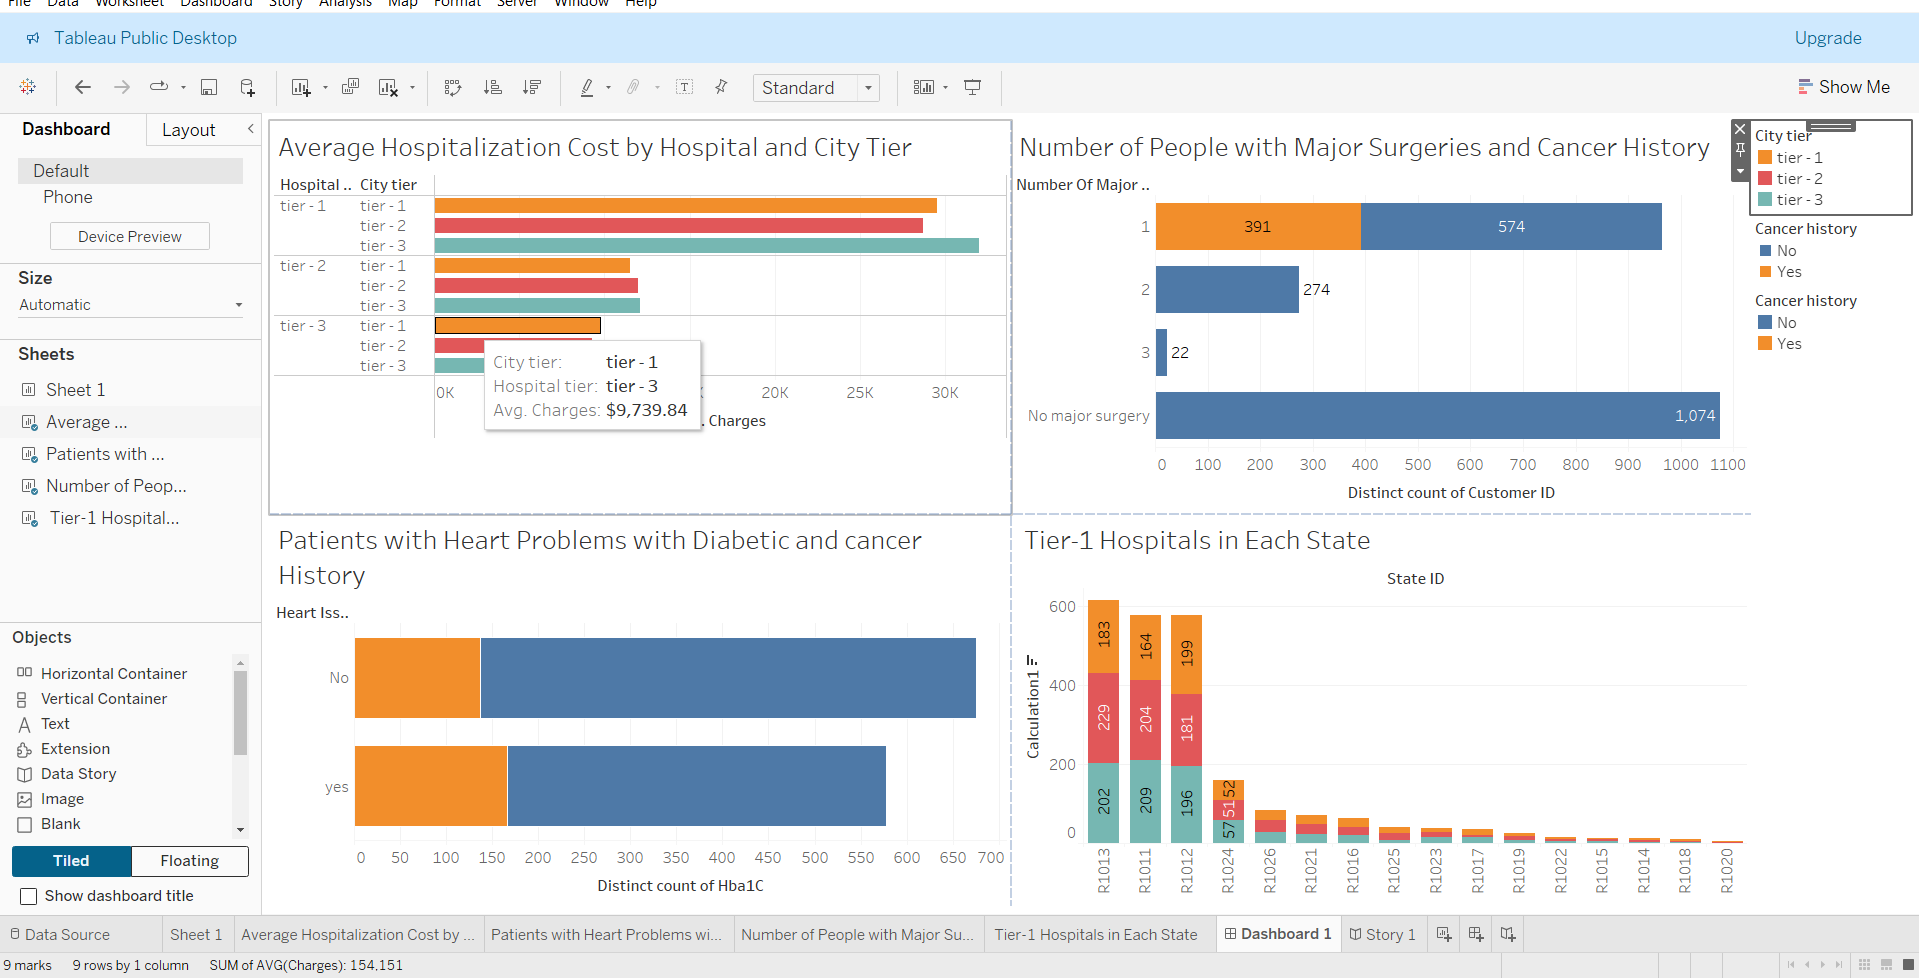 File Data Worksheet Dashboard Story Analysis Map Format Server Window Help
Tableau Public Desktop
Upgrade
Standard
Show Me
Dashboard
Layout
Default
Phone
Device Preview
Size
Automatic
Sheets
Sheet 1
Average ...
Patients with ...
Number of Peop...
Tier-1 Hospital...
Objects
Horizontal Container
Vertical Container
Text
Extension
Data Story
Image
Blank
Tiled
Floating
Show dashboard title
Average Hospitalization Cost by Hospital and City Tier
Hospital .. City tier
tier - 1 tier - 1
tier - 2
tier - 3
tier - 2 tier - 1
tier - 2
tier - 3
tier - 3 tier - 1
tier - 2
tier - 3
0K 20K 25K 30K
. Charges
City tier: tier - 1
Hospital tier: tier - 3
Avg. Charges: $9,739.84
Number of People with Major Surgeries and Cancer History
Number Of Major ..
1 391 574
2 274
3 22
No major surgery 1,074
0 100 200 300 400 500 600 700 800 900 1000 1100
Distinct count of Customer ID
City tier
tier - 1
tier - 2
tier - 3
Cancer history
No
Yes
Cancer history
No
Yes
Patients with Heart Problems with Diabetic and cancer
History
Heart Iss..
No
yes
0 50 100 150 200 250 300 350 400 450 500 550 600 650 700
Distinct count of Hba1C
Tier-1 Hospitals in Each State
State ID
Calculation1
600
400
200
0
183 164 199 52
229 204 181 51
202 209 196 57
R1013 R1011 R1012 R1024 R1026 R1021 R1016 R1025 R1023 R1017 R1019 R1022 R1015 R1014 R1018 R1020
Data Source
Sheet 1
Average Hospitalization Cost by ...
Patients with Heart Problems wi...
Number of People with Major Su...
Tier-1 Hospitals in Each State
Dashboard 1
Story 1
9 marks 9 rows by 1 column SUM of AVG(Charges): 154,151